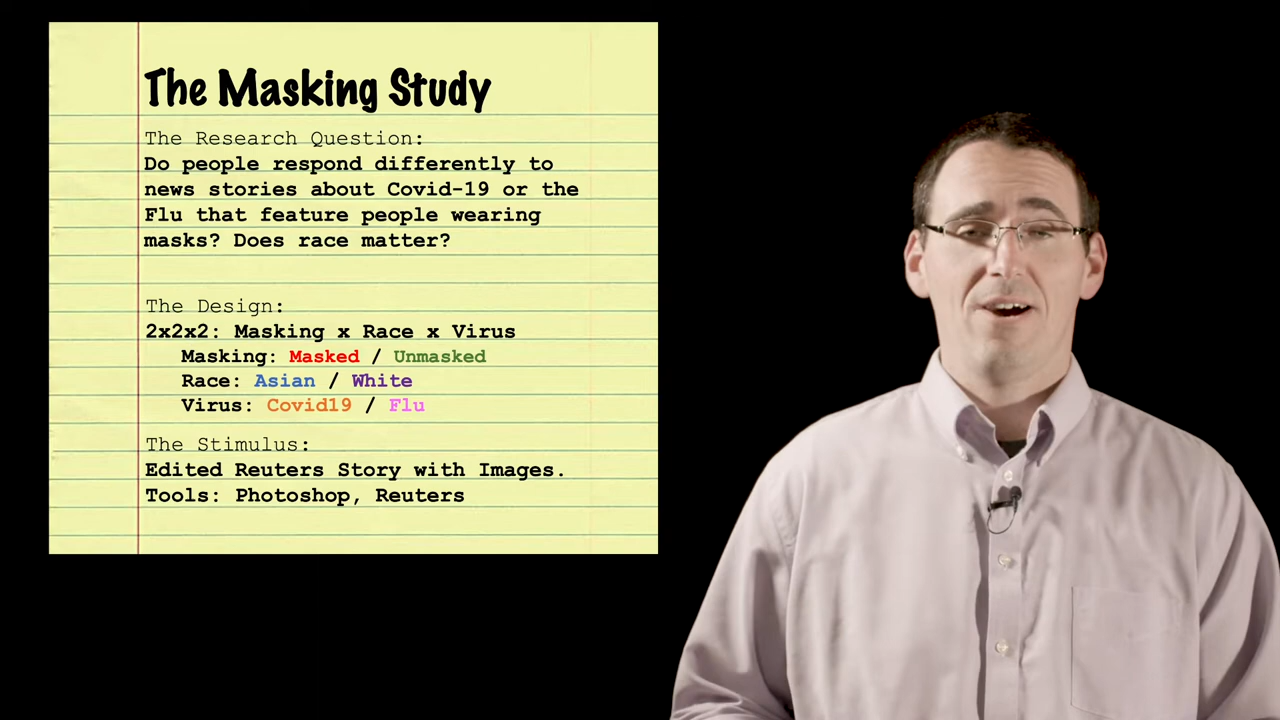 The Masking Study
The Research Question:
Do people respond differently to
news stories about Covid-19 or the
Flu that feature people wearing
masks? Does race matter?
The Design:
2x2x2: Masking x Race x Virus
Masking: Masked / Unmasked
Race: Asian / White
Virus: Covid19 / Flu
The Stimulus:
Edited Reuters Story with Images.
Tools: Photoshop, Reuters